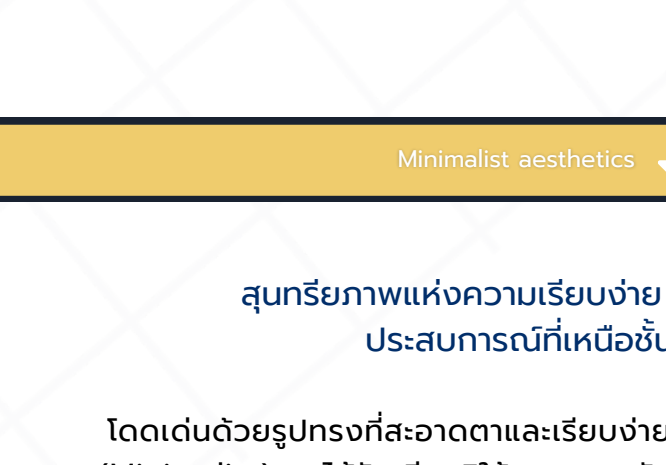 Minimalist aesthetics
สุนทรียภาพแห่งความเรียบง่าย
ประสบการณ์ที่เหนือชั้น
โดดเด่นด้วยรูปทรงที่สะอาดตาและเรียบง่าย